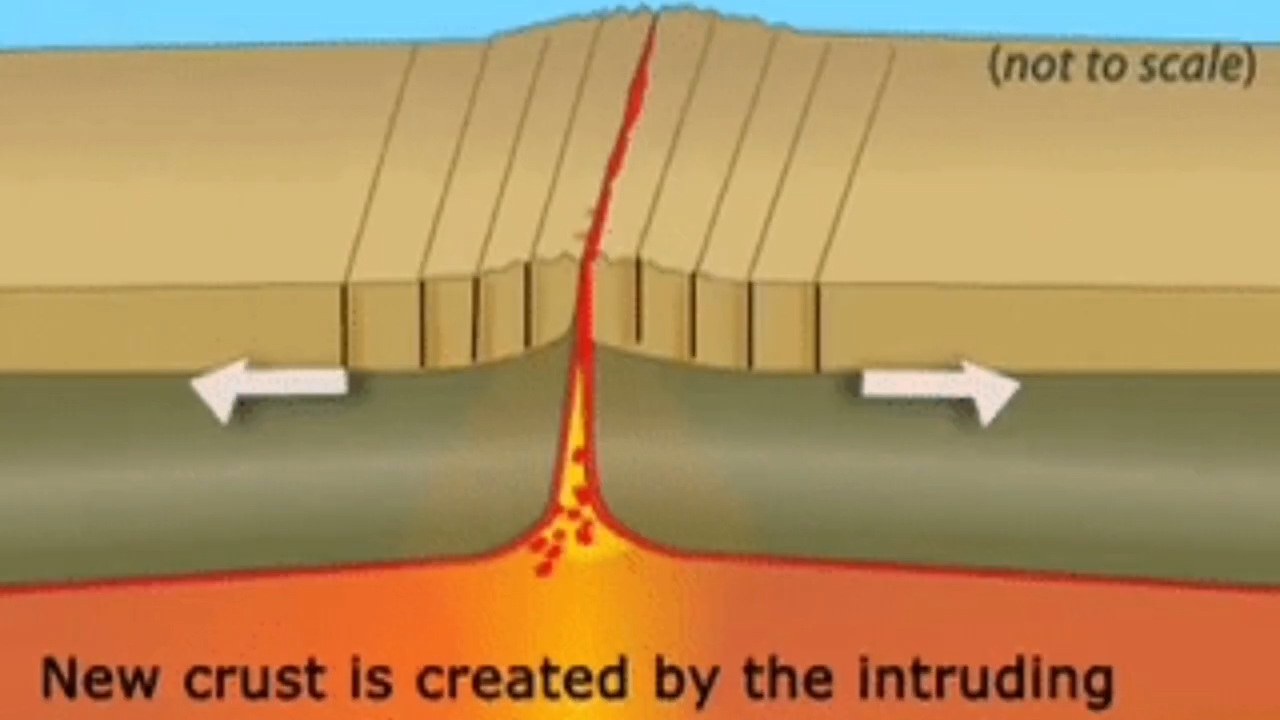 (not to scale)
New crust is created by the intruding